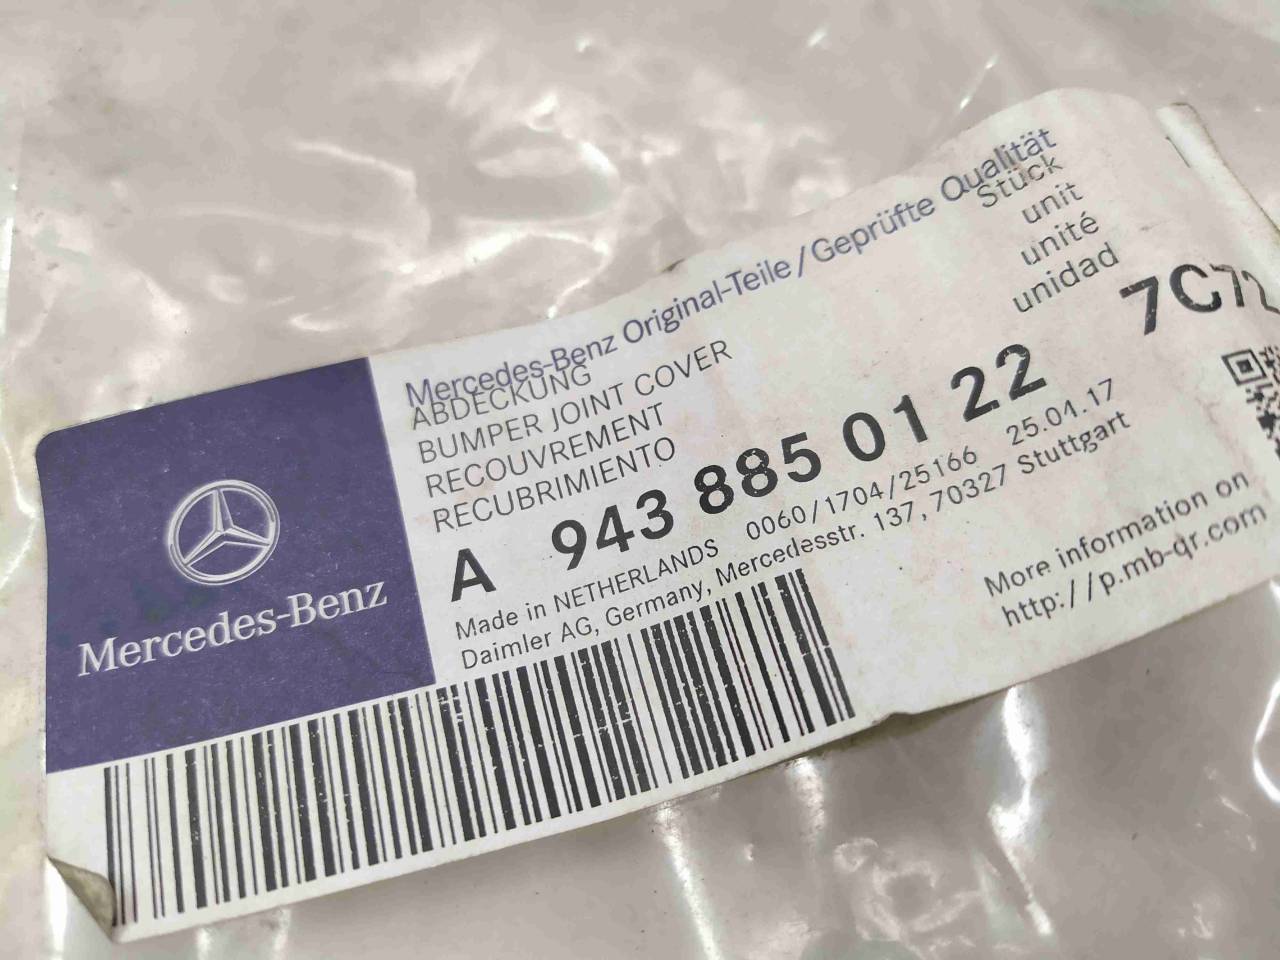 Mercedes-Benz
Mercedes-Benz Original-Teile/Geprüfte Qualität
ABDECKUNG
BUMPER JOINT COVER
RECOUVREMENT
RECUBRIMIENTO
Stück
unit
unité
unidad
A 943 885 01 22
7C72
Made in NETHERLANDS 0060/1704/25166 25.01.17
Daimler AG, Germany, Mercedesstr. 137, 70327 Stuttgart
More information on
http://p.mb-qr.com